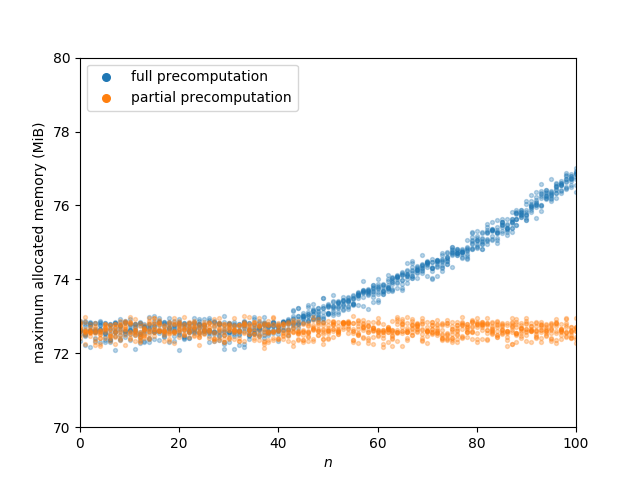 full precomputation
partial precomputation
maximum allocated memory (MiB)
80
78
76
74
72
70
0 20 40 60 80 100
n